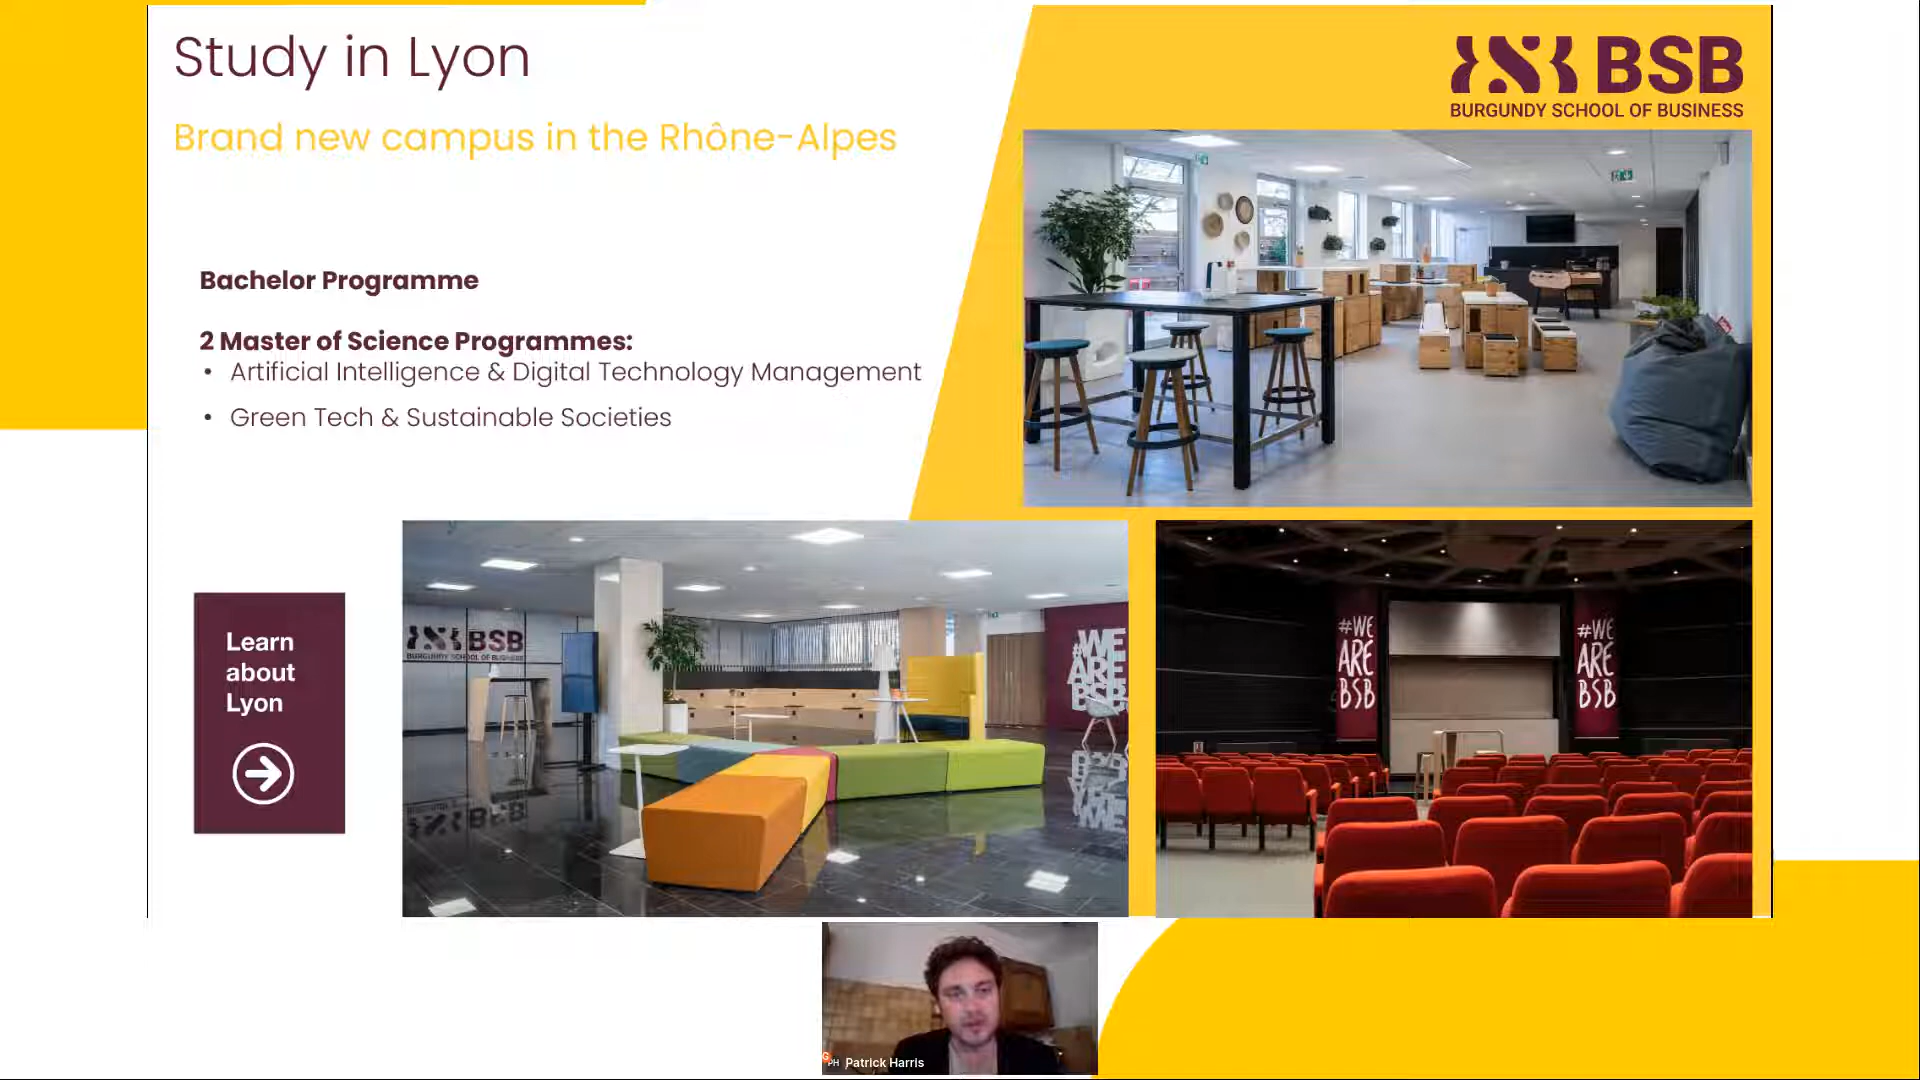 Study in Lyon
Brand new campus in the Rhône-Alpes
BSB
BURGUNDY SCHOOL OF BUSINESS
Bachelor Programme
2 Master of Science Programmes:
• Artificial Intelligence & Digital Technology Management
• Green Tech & Sustainable Societies
Learn
about
Lyon
BSB
BURGUNDY SCHOOL OF BUSINESS
#WE
ARE
BSB
#WE
ARE
BSB
#WE
ARE
BSB
G
PH Patrick Harris